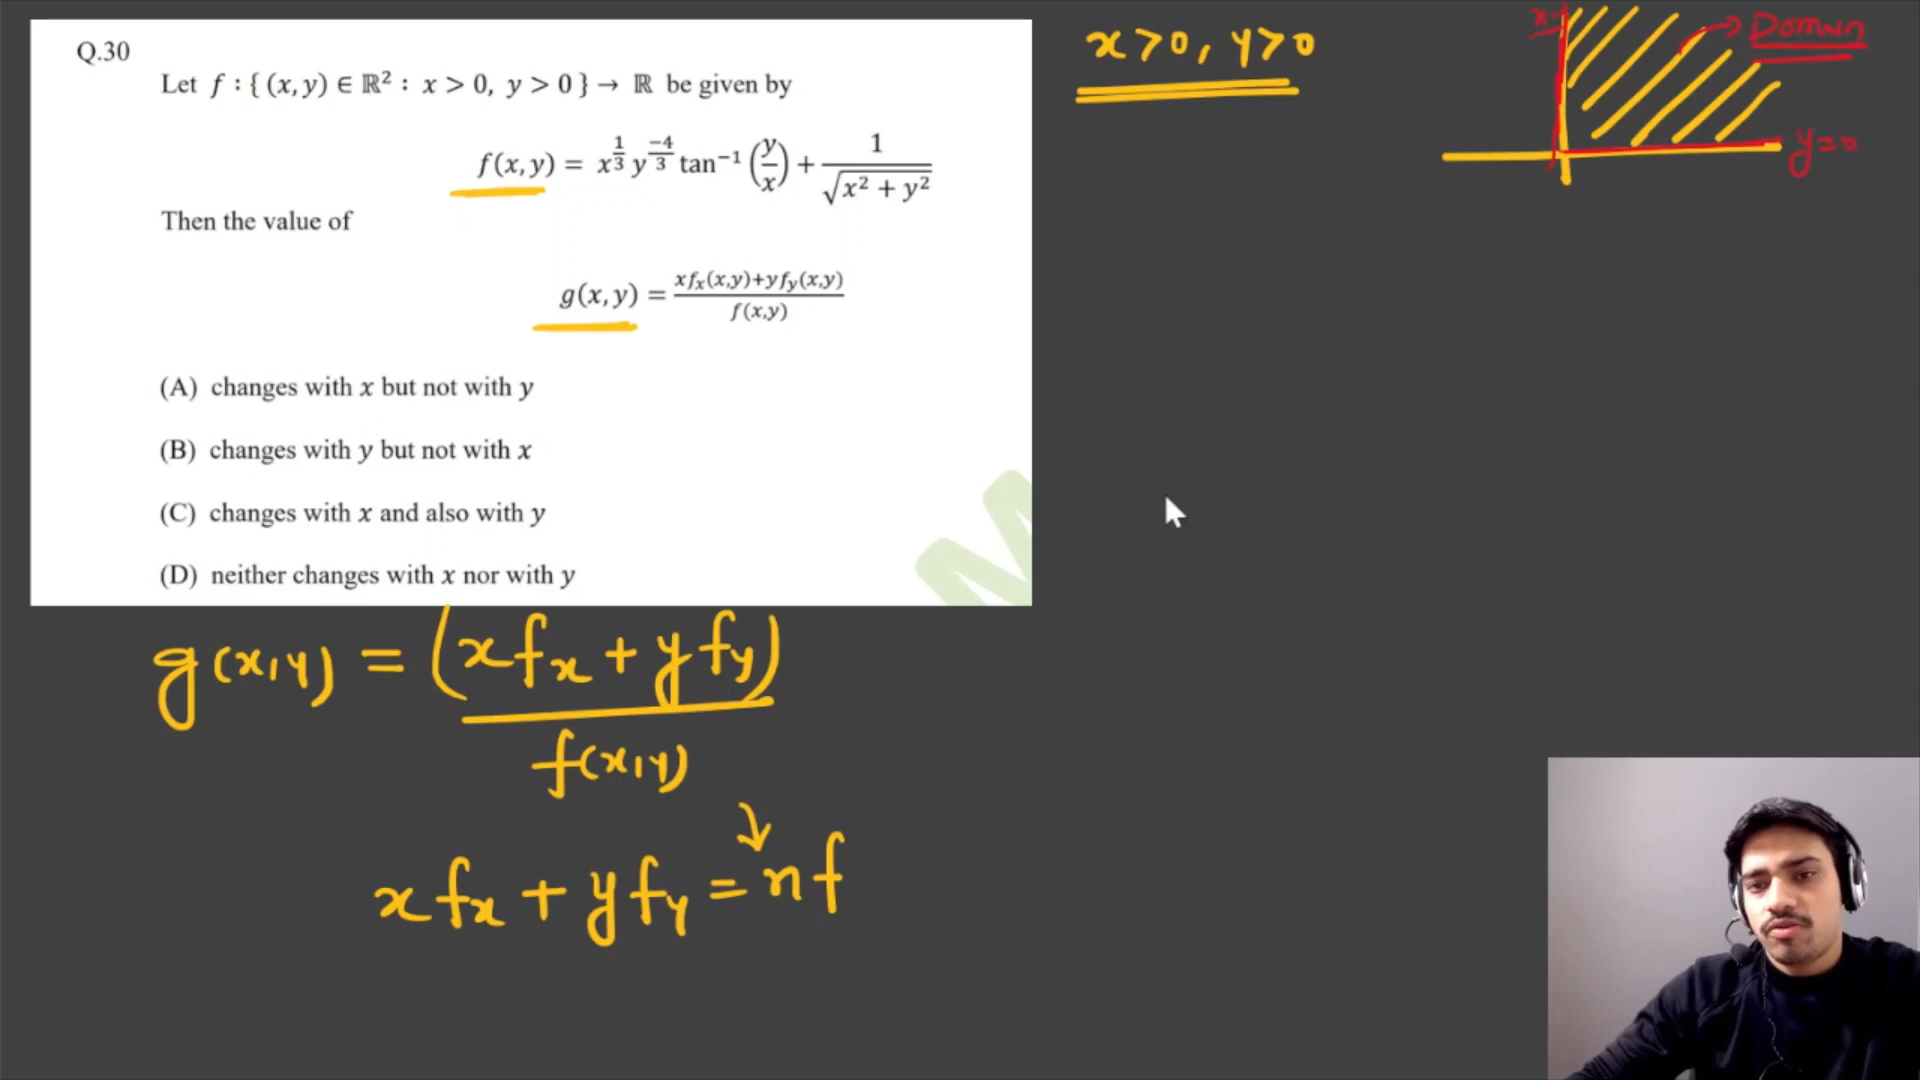 Q.30
Let f : { (x, y) ∈ ℝ² : x > 0, y > 0 } → ℝ be given by
f(x, y) = x^{1/3} y^{-4/3} tan⁻¹ (y/x) + 1/√(x² + y²)
Then the value of
g(x, y) = (xfₓ(x,y)+yf_y(x,y))/f(x,y)
(A) changes with x but not with y
(B) changes with y but not with x
(C) changes with x and also with y
(D) neither changes with x nor with y
x>0, y>0
Domain
y=0
g(x,y) = (x fₓ + y f_y)/f(x,y)
↓
x fₓ + y f_y = n f